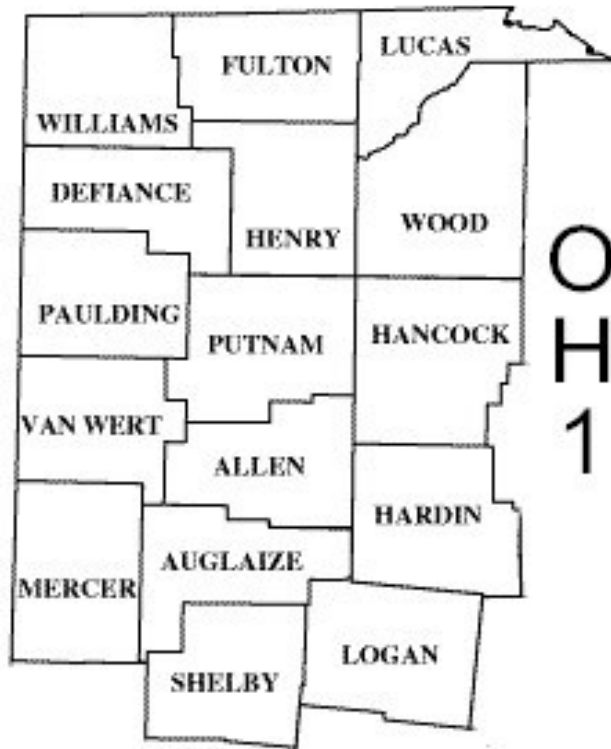 LUCAS
FULTON
WILLIAMS
DEFIANCE
WOOD
HENRY
O
H
1
PAULDING
PUTNAM
HANCOCK
VAN WERT
ALLEN
HARDIN
AUGLAIZE
MERCER
LOGAN
SHELBY